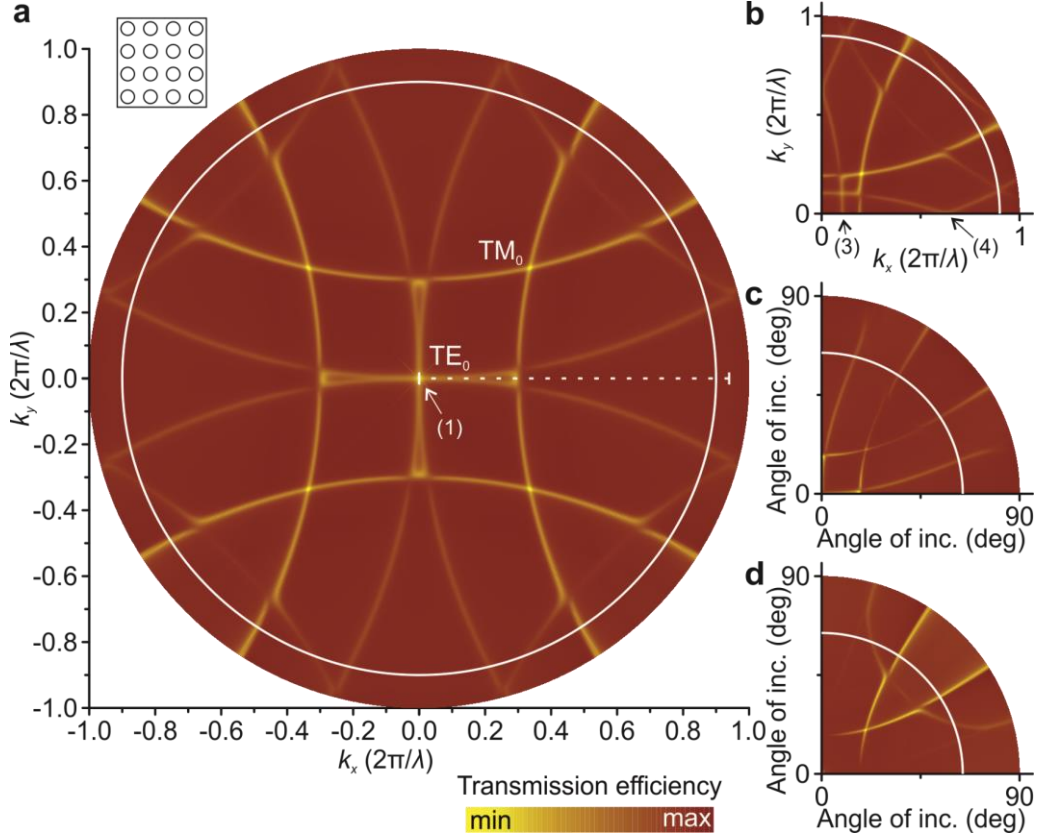 a
1.0
0.8
0.6
0.4
0.2
0.0
-0.2
-0.4
-0.6
-0.8
-1.0
ky (2π/λ)
TM0
TE0
(1)
-1.0 -0.8 -0.6 -0.4 -0.2 0.0 0.2 0.4 0.6 0.8 1.0
kx (2π/λ)
Transmission efficiency
min max
b
1
ky (2π/λ)
0
0 (3) (4) 1
kx (2π/λ)
c
90
Angle of inc. (deg)
0
0 90
Angle of inc. (deg)
d
90
Angle of inc. (deg)
0
0 90
Angle of inc. (deg)